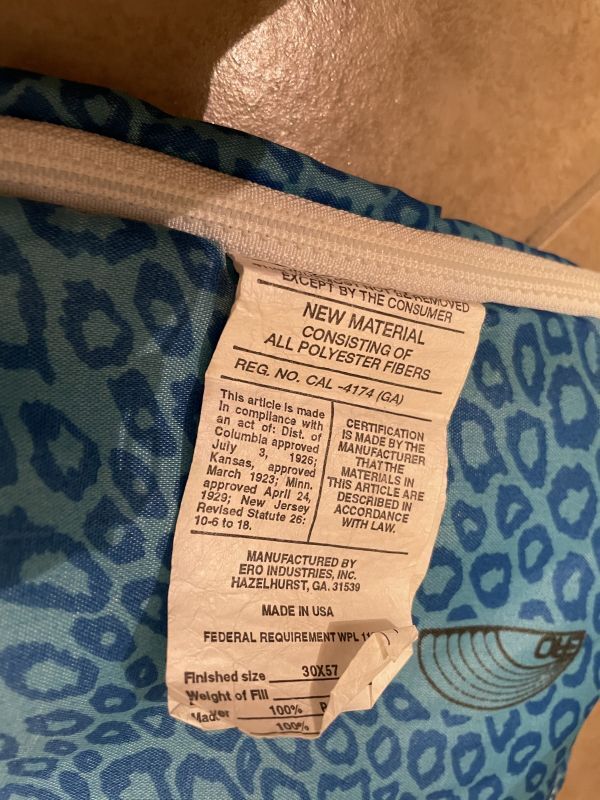 NOT BE REMOVED
EXCEPT BY THE CONSUMER
NEW MATERIAL
CONSISTING OF
ALL POLYESTER FIBERS
REG. NO. CAL -4174 (GA)
This article is made
in compliance with
an act of: Dist. of
Columbia approved
July 3, 1926;
Kansas, approved
March 1923; Minn.
approved April 24,
1929; New Jersey
Revised Statute 26:
10-6 to 18.
CERTIFICATION
IS MADE BY THE
MANUFACTURER
THAT THE
MATERIALS IN
THIS ARTICLE ARE
DESCRIBED IN
ACCORDANCE
WITH LAW.
MANUFACTURED BY
ERO INDUSTRIES, INC.
HAZELHURST, GA. 31539
MADE IN USA
FEDERAL REQUIREMENT WPL
Finished size 30X57
Weight of Fill
100%
100%